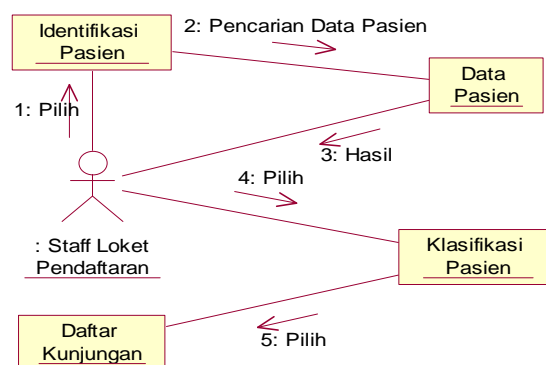 2: Pencarian Data Pasien
Identifikasi
Pasien
Data
Pasien
1: Pilih
3: Hasil
4: Pilih
: Staff Loket
Pendaftaran
Klasifikasi
Pasien
Daftar
Kunjungan
5: Pilih